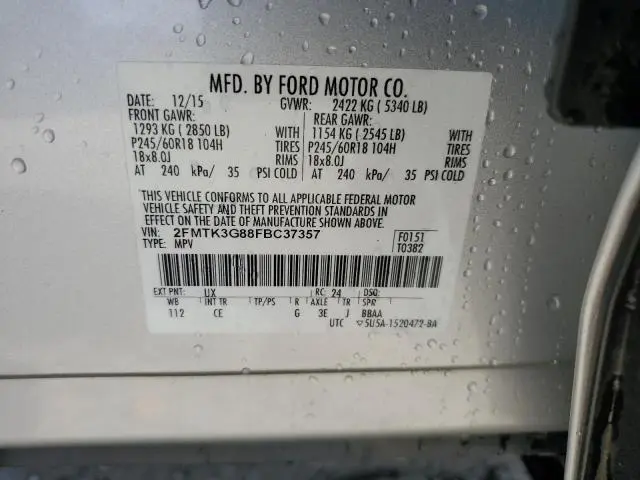 MFD. BY FORD MOTOR CO.
DATE: 12/15 GVWR: 2422 KG ( 5340 LB)
FRONT GAWR: REAR GAWR:
1293 KG ( 2850 LB) WITH 1154 KG ( 2545 LB) WITH
P245/60R18 104H TIRES P245/60R18 104H TIRES
18x8.0J RIMS 18x8.0J RIMS
AT 240 kPa/ 35 PSI COLD AT 240 kPa/ 35 PSI COLD
THIS VEHICLE CONFORMS TO ALL APPLICABLE FEDERAL MOTOR
VEHICLE SAFETY AND THEFT PREVENTION STANDARDS IN
EFFECT ON THE DATE OF MANUFACTURE SHOWN ABOVE.
VIN: 2FMTK3G88FBC37357 F0151
TYPE: MPV T0382
EXT PNT: UX RC: 24 DSO:
WB INT TR TP/PS R AXLE TR SPR
112 CE G 3E J BBAA
UTC ▽5U5A-1520472-BA